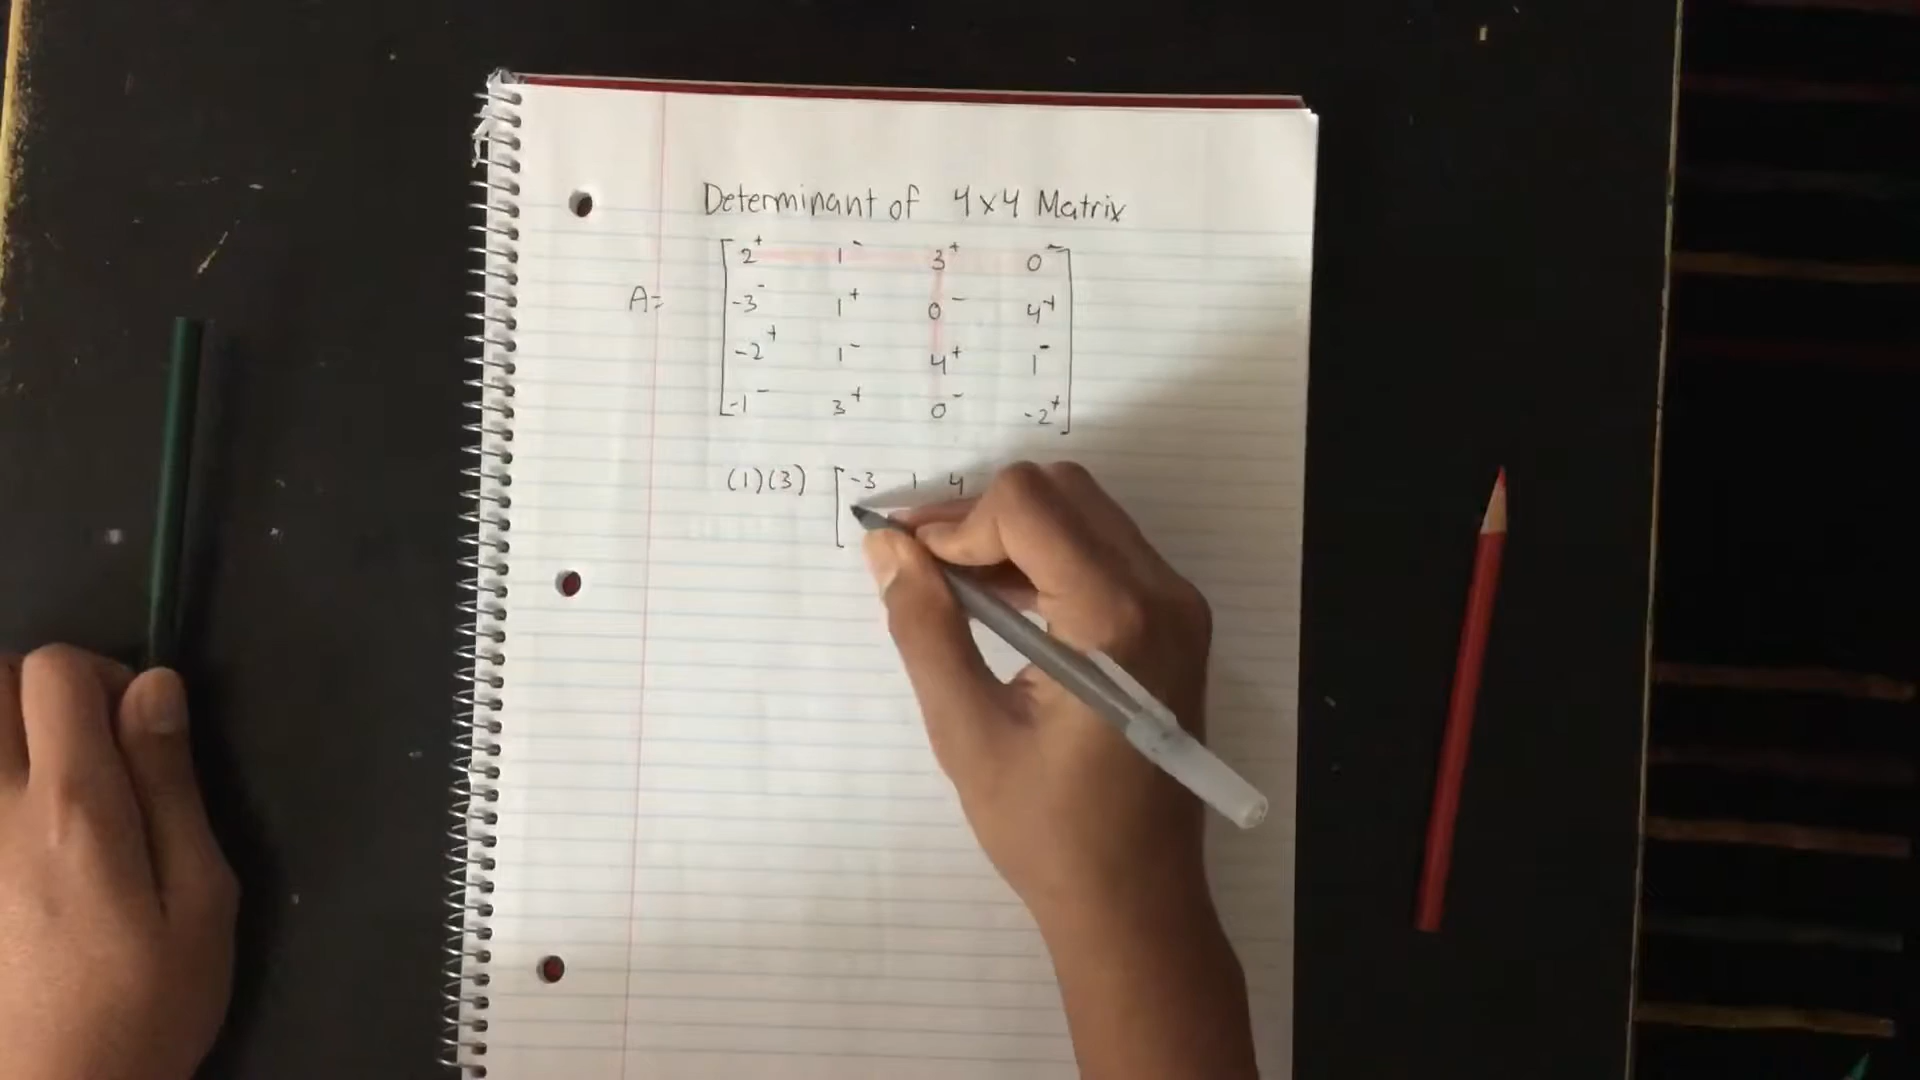 Determinant of 4x4 Matrix
2⁺ 1⁻ 3⁺ 0⁻
A= -3⁻ 1⁺ 0⁻ 4⁺
-2⁺ 1⁻ 4⁺ 1⁻
-1⁻ 3⁺ 0⁻ -2⁺
(1)(3) [-3 1 4